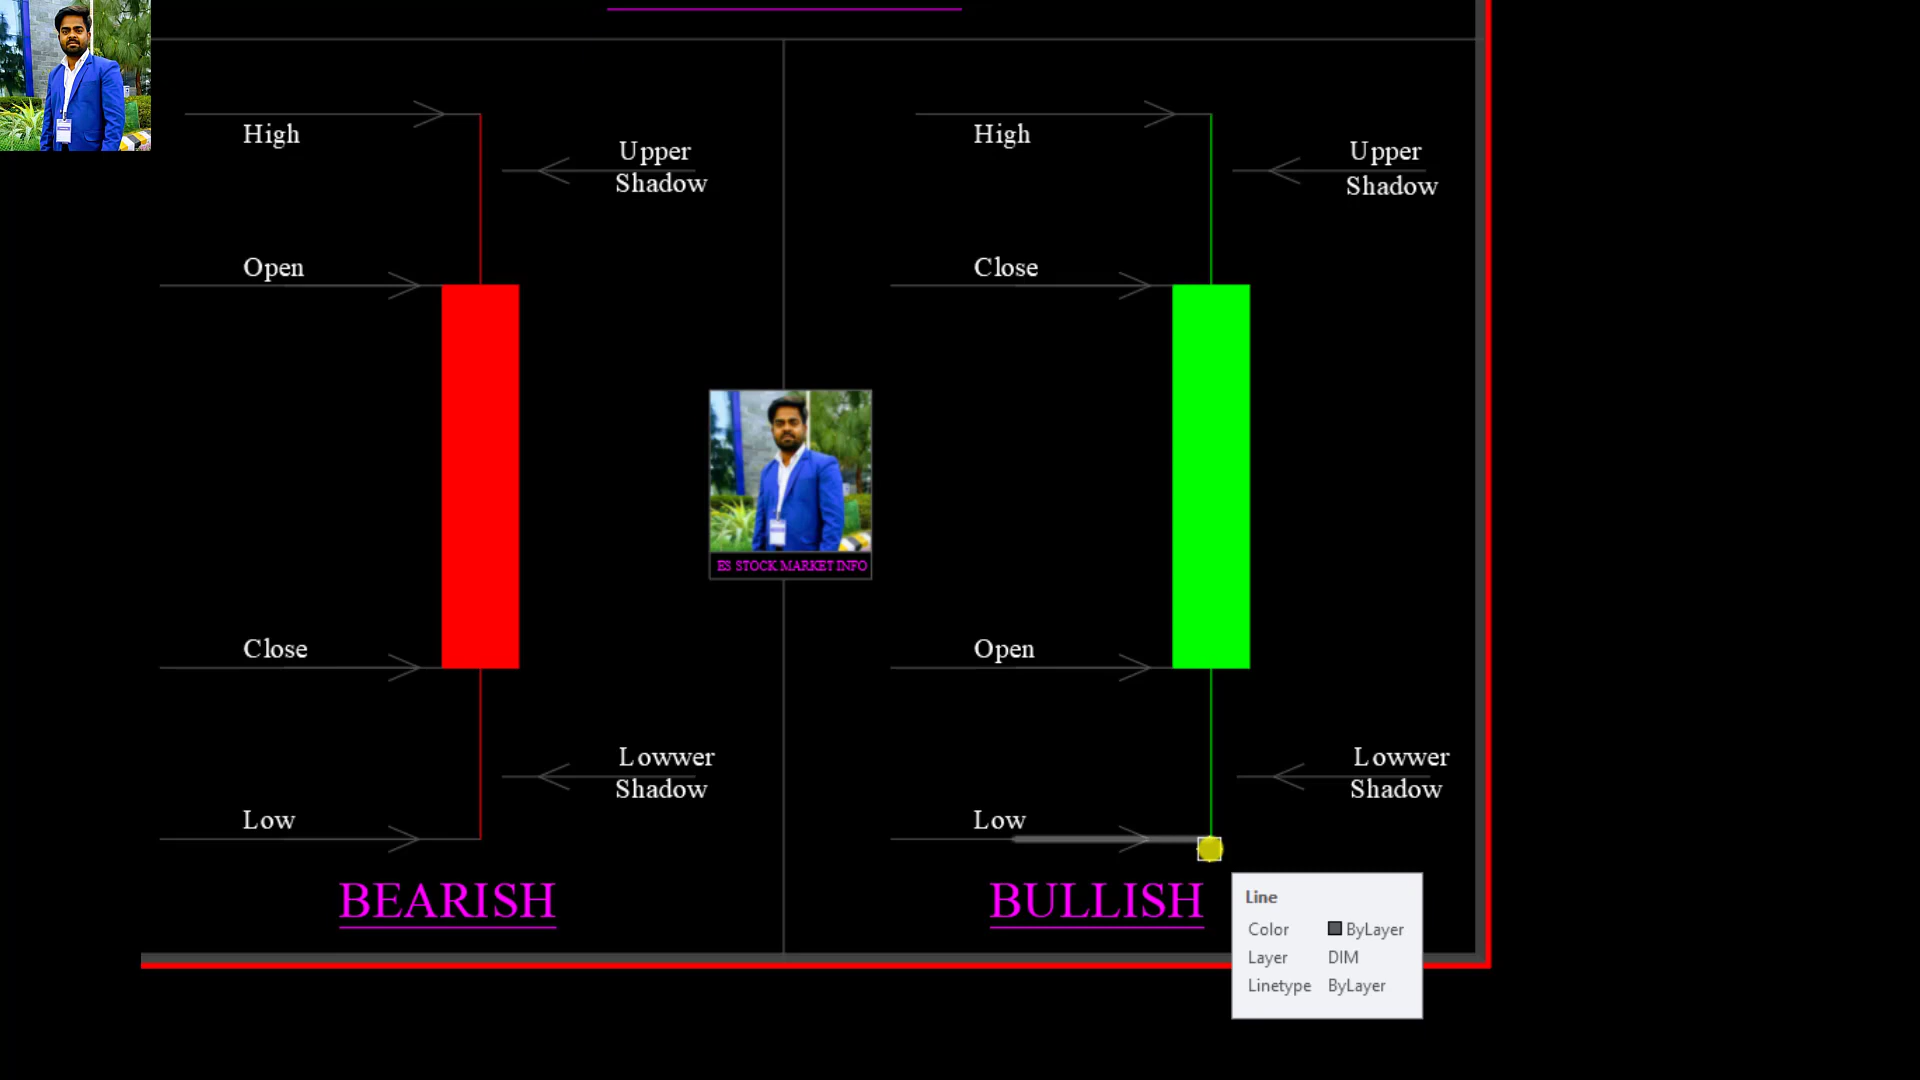 High
Upper
Shadow
Open
Close
Lowwer
Shadow
Low
BEARISH
ES STOCK MARKET INFO
High
Upper
Shadow
Close
Open
Lowwer
Shadow
Low
BULLISH
Line
Color ByLayer
Layer DIM
Linetype ByLayer